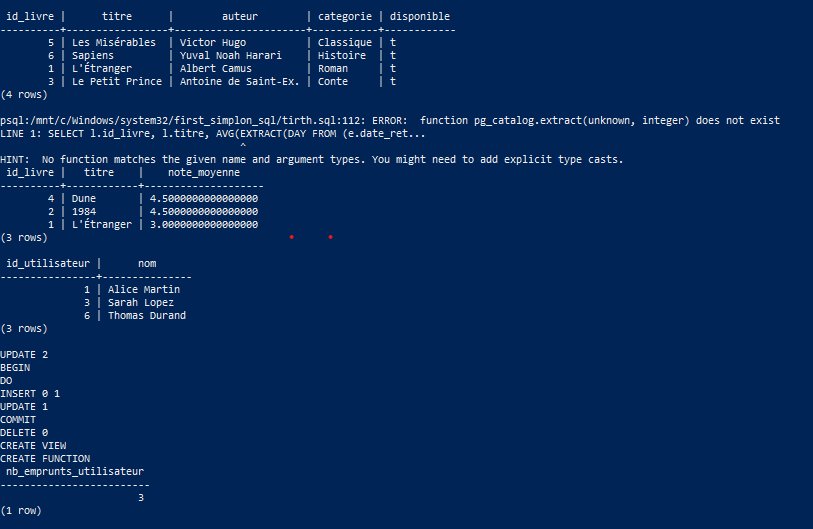 id_livre |     titre      |        auteur        | categorie | disponible
----------+----------------+----------------------+-----------+------------
        5 | Les Misérables | Victor Hugo          | Classique | t
        6 | Sapiens        | Yuval Noah Harari    | Histoire  | t
        1 | L'Étranger     | Albert Camus         | Roman     | t
        3 | Le Petit Prince | Antoine de Saint-Ex. | Conte     | t
(4 rows)
psql:/mnt/c/Windows/system32/first_simplon_sql/tirth.sql:112: ERROR:  function pg_catalog.extract(unknown, integer) does not exist
LINE 1: SELECT l.id_livre, l.titre, AVG(EXTRACT(DAY FROM (e.date_ret...
                                        ^
HINT:  No function matches the given name and argument types. You might need to add explicit type casts.
 id_livre |   titre    |    note_moyenne
----------+------------+--------------------
        4 | Dune       | 4.5000000000000000
        2 | 1984       | 4.5000000000000000
        1 | L'Étranger | 3.0000000000000000
(3 rows)
 id_utilisateur |      nom
----------------+---------------
              1 | Alice Martin
              3 | Sarah Lopez
              6 | Thomas Durand
(3 rows)
UPDATE 2
BEGIN
DO
INSERT 0 1
UPDATE 1
COMMIT
DELETE 0
CREATE VIEW
CREATE FUNCTION
 nb_emprunts_utilisateur
-------------------------
                       3
(1 row)